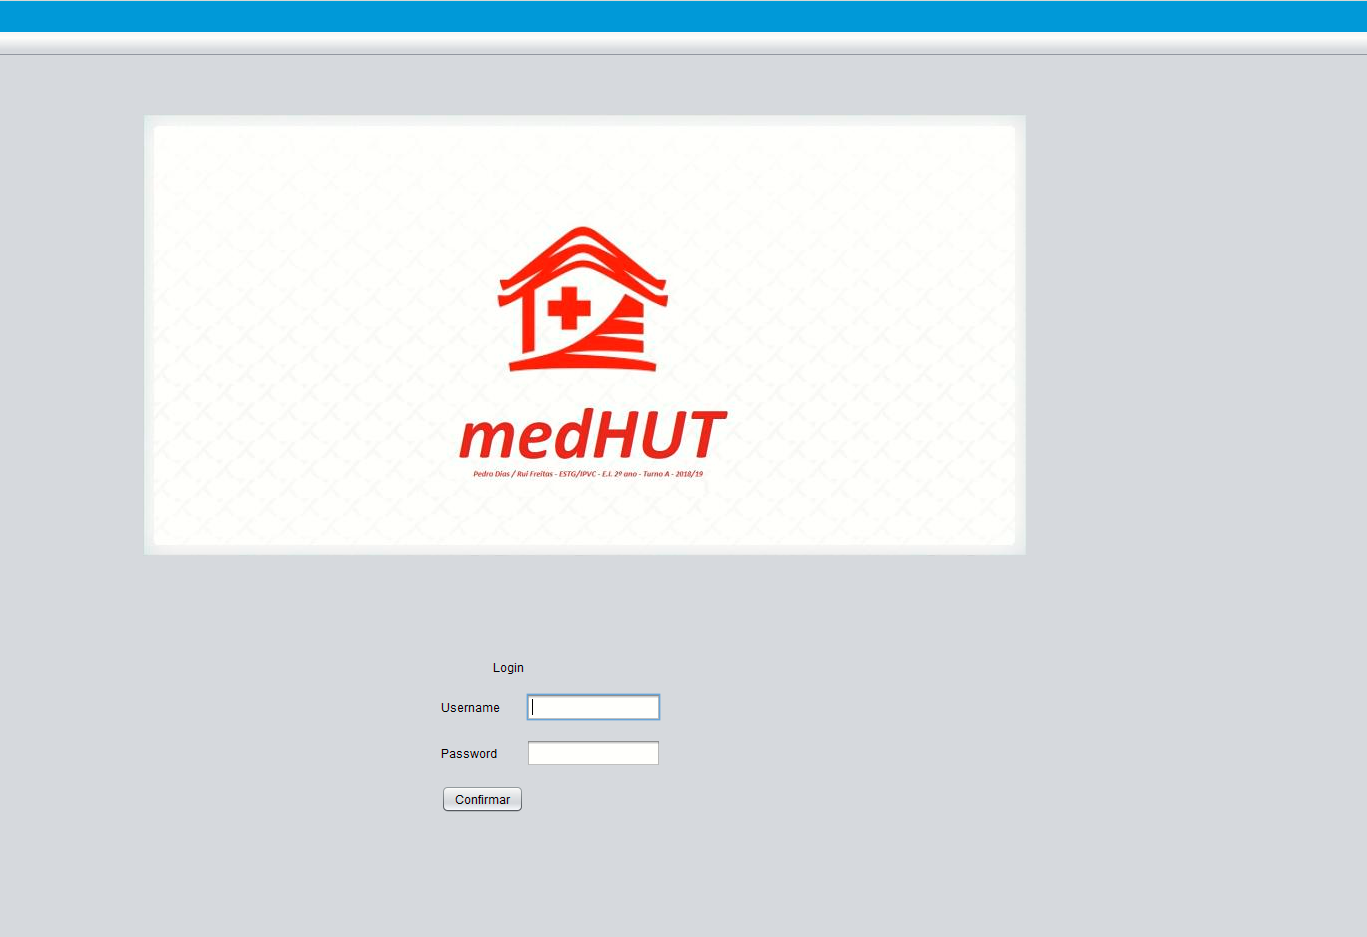 medHUT
Pedro Dias / Rui Freitas - ESTG/IPVC - E.I. 2º ano - Turno A - 2018/19
Login
Username
Password
Confirmar